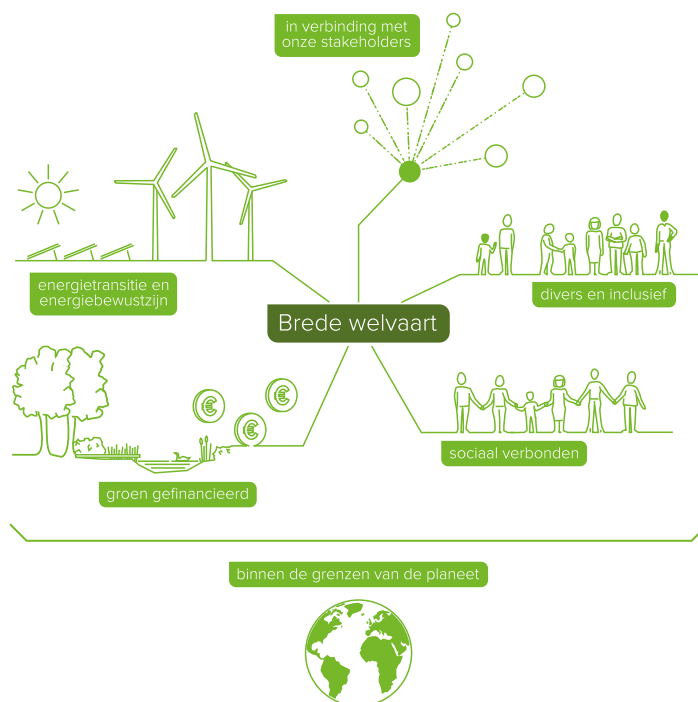 in verbinding met
onze stakeholders
energietransitie en
energiebewustzijn
divers en inclusief
Brede welvaart
sociaal verbonden
groen gefinancieerd
binnen de grenzen van de planeet